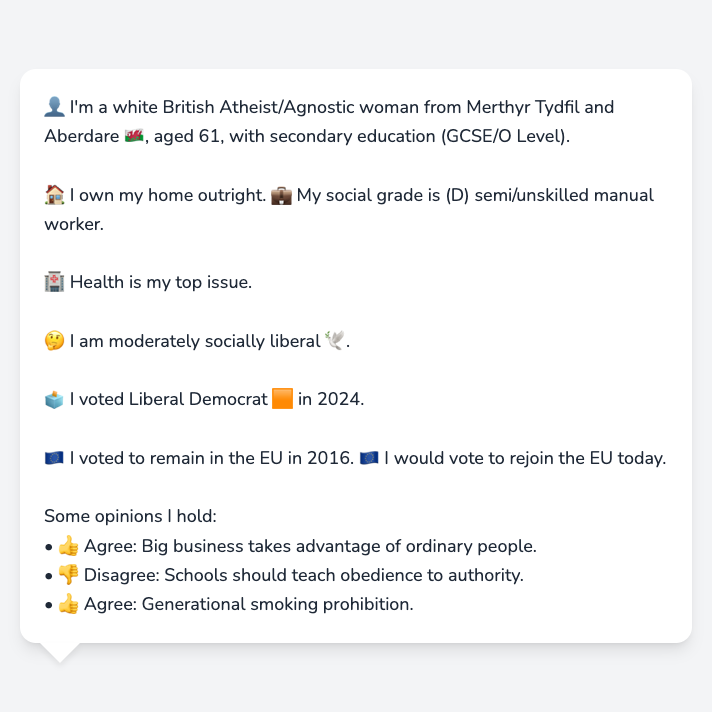 👤 I'm a white British Atheist/Agnostic woman from Merthyr Tydfil and
Aberdare 🏴󠁧󠁢󠁷󠁬󠁳󠁿, aged 61, with secondary education (GCSE/O Level).
🏠 I own my home outright. 💼 My social grade is (D) semi/unskilled manual
worker.
🏥 Health is my top issue.
🤔 I am moderately socially liberal 🕊️.
🗳️ I voted Liberal Democrat 🟧 in 2024.
🇪🇺 I voted to remain in the EU in 2016. 🇪🇺 I would vote to rejoin the EU today.
Some opinions I hold:
• 👍 Agree: Big business takes advantage of ordinary people.
• 👎 Disagree: Schools should teach obedience to authority.
• 👍 Agree: Generational smoking prohibition.